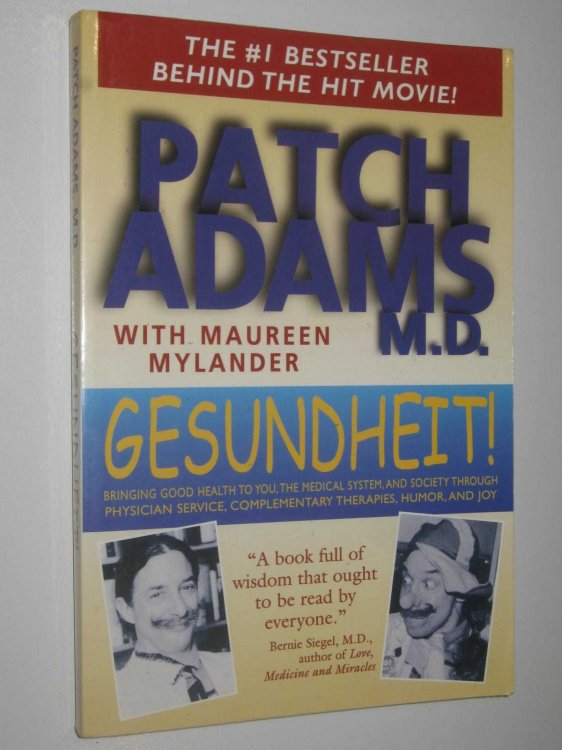 THE #1 BESTSELLER
BEHIND THE HIT MOVIE!
PATCH
ADAMS
M.D.
WITH MAUREEN
MYLANDER
GESUNDHEIT!
BRINGING GOOD HEALTH TO YOU, THE MEDICAL SYSTEM, AND SOCIETY THROUGH
PHYSICIAN SERVICE, COMPLEMENTARY THERAPIES, HUMOR, AND JOY
“A book full of
wisdom that ought
to be read by
everyone.”
Bernie Siegel, M.D.,
author of Love,
Medicine and Miracles
PATCH ADAMS, M.D. GESUNDHEIT!